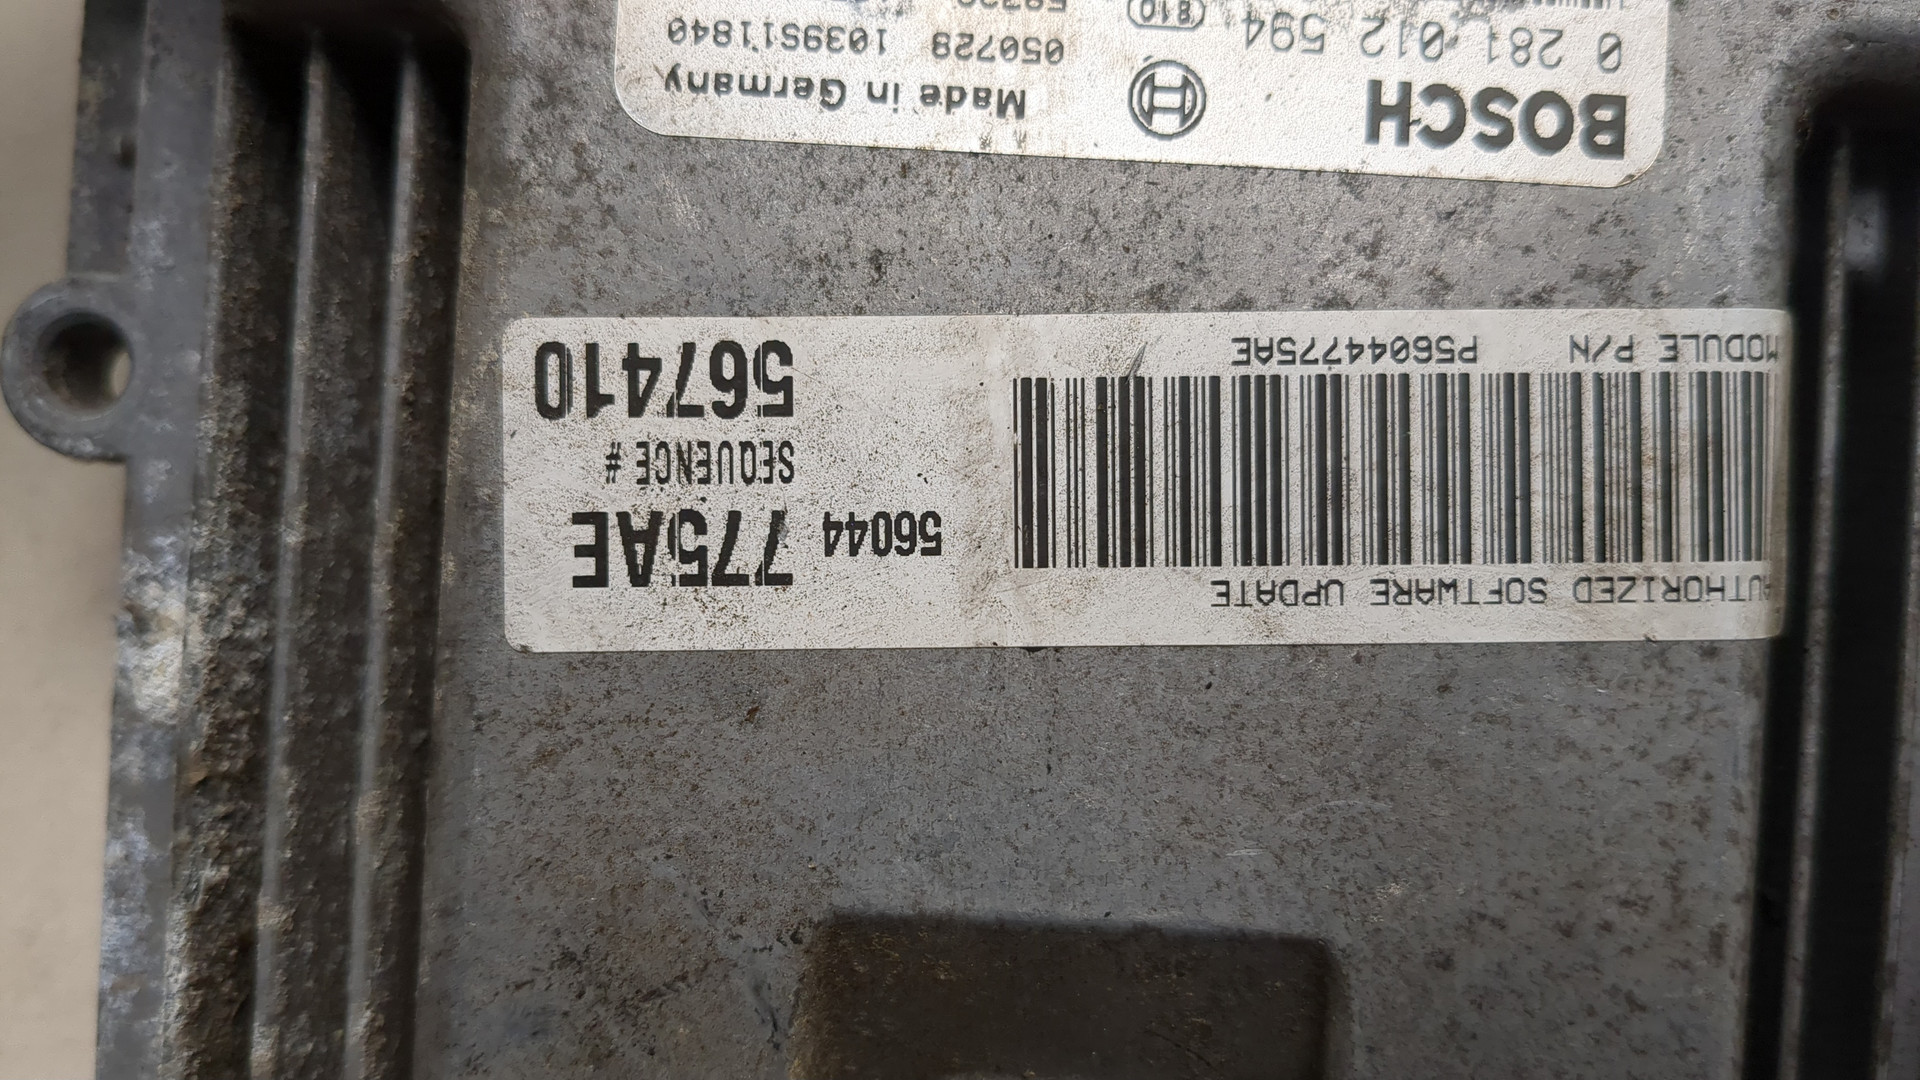 AUTHORIZED SOFTWARE UPDATE
MODULE P/N P56044775AE
56044 775AE
SEQUENCE #
567410
BOSCH
Made in Germany
0 281 012 594
810
050728 1039S11840